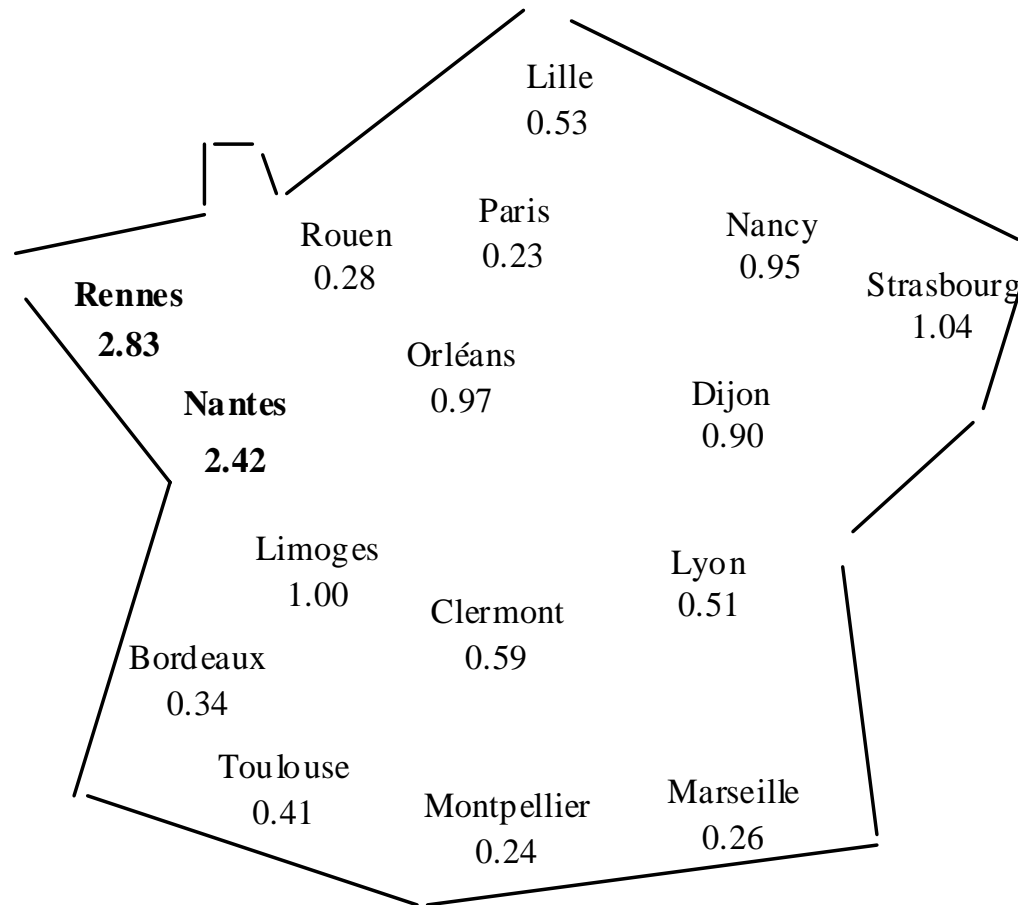 Lille
0.53
Paris
0.23
Rouen
0.28
Nancy
0.95
Strasbourg
1.04
Rennes
2.83
Orléans
0.97
Nantes
2.42
Dijon
0.90
Limoges
1.00
Lyon
0.51
Clermont
0.59
Bordeaux
0.34
Toulouse
0.41
Montpellier
0.24
Marseille
0.26